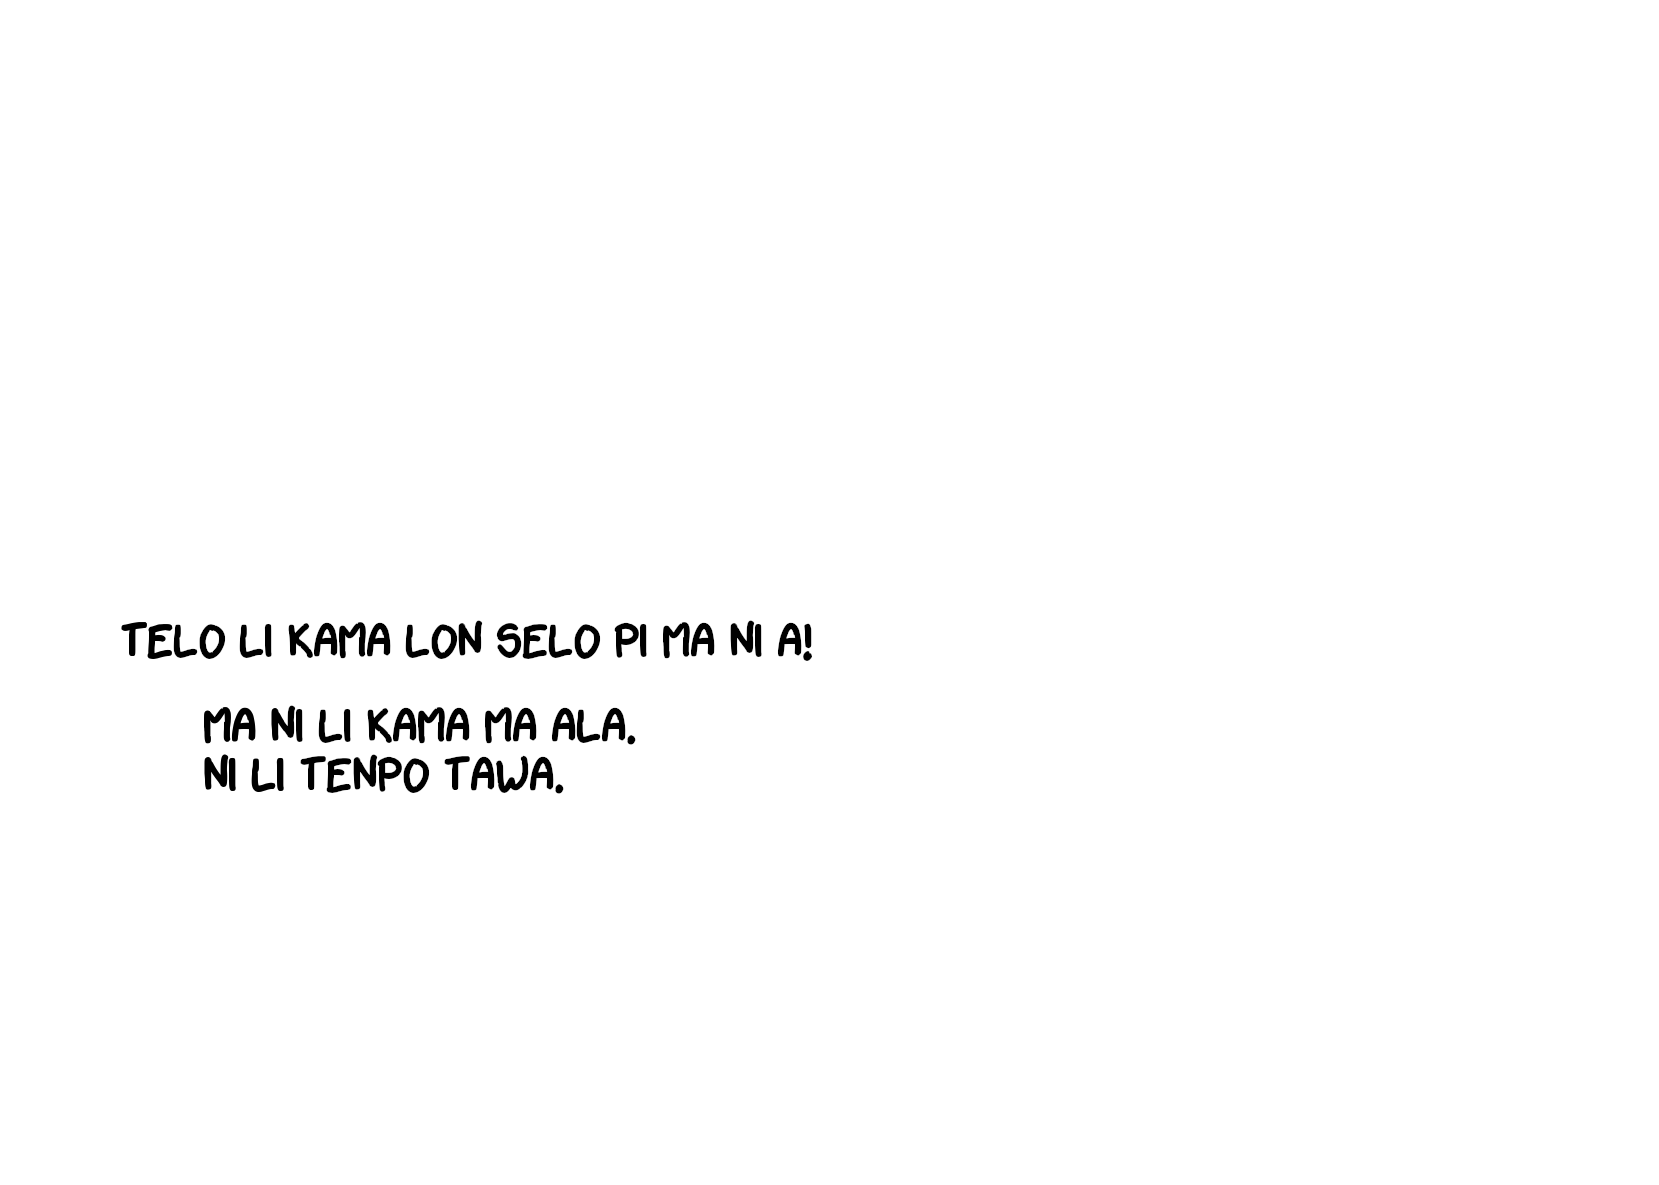 TELO LI KAMA LON SELO PI MA NI A!
MA NI LI KAMA MA ALA.
NI LI TENPO TAWA.